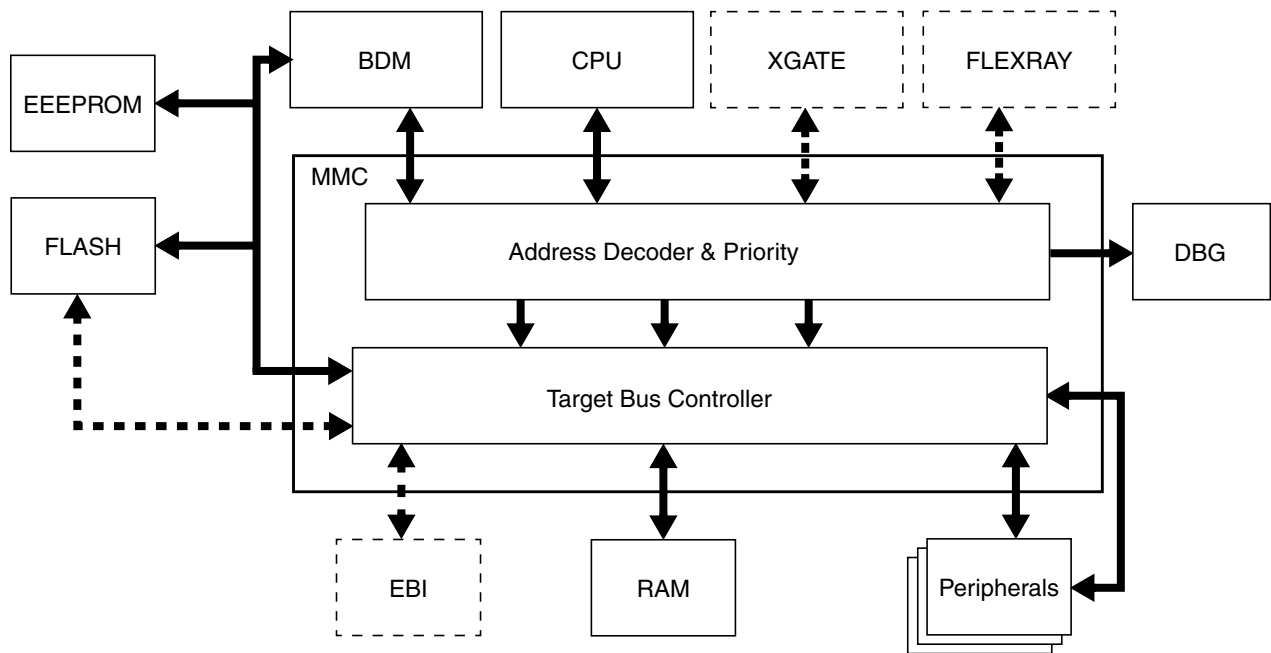 BDM
CPU
XGATE
FLEXRAY
EEEPROM
MMC
FLASH
Address Decoder & Priority
DBG
Target Bus Controller
EBI
RAM
Peripherals